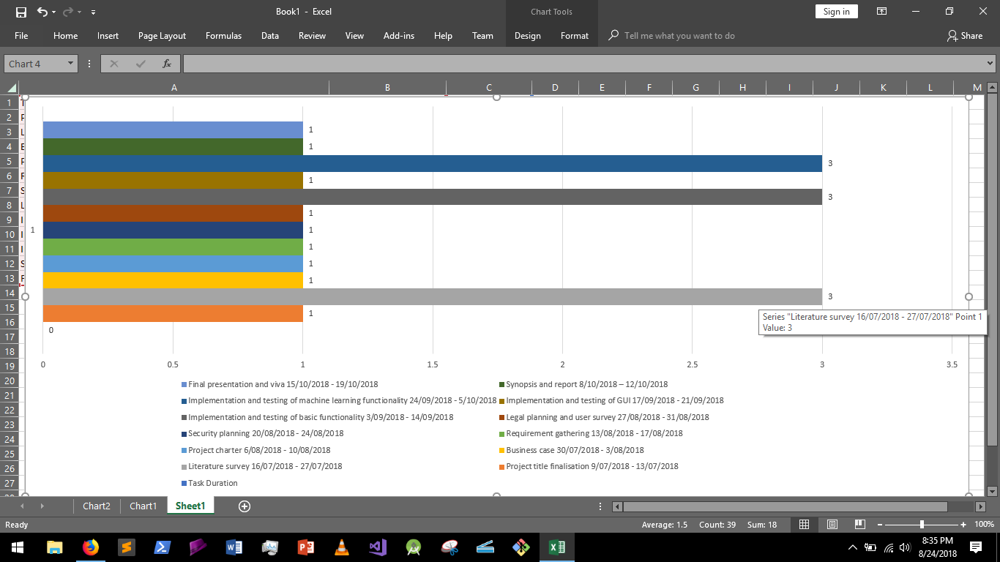 Book1 - Excel
Chart Tools
Sign in
File Home Insert Page Layout Formulas Data Review View Add-ins Help Team Design Format Tell me what you want to do Share
Chart 4 fx
A B C D E F G H I J K L M
1
2
3
4
5
6
7
8
9
10
11
12
13
14
15
16
17
18
19
20
21
22
23
24
25
26
27
1
1
3
1
3
1
1
1
1
1
1
3
1
0
Series "Literature survey 16/07/2018 - 27/07/2018" Point 1
Value: 3
0 0.5 1 1.5 2 2.5 3 3.5
Final presentation and viva 15/10/2018 - 19/10/2018 Synopsis and report 8/10/2018 – 12/10/2018
Implementation and testing of machine learning functionality 24/09/2018 - 5/10/2018 Implementation and testing of GUI 17/09/2018 - 21/09/2018
Implementation and testing of basic functionality 3/09/2018 - 14/09/2018 Legal planning and user survey 27/08/2018 - 31/08/2018
Security planning 20/08/2018 - 24/08/2018 Requirement gathering 13/08/2018 - 17/08/2018
Project charter 6/08/2018 - 10/08/2018 Business case 30/07/2018 - 3/08/2018
Literature survey 16/07/2018 - 27/07/2018 Project title finalisation 9/07/2018 - 13/07/2018
Task Duration
Chart2 Chart1 Sheet1
Ready Average: 1.5 Count: 39 Sum: 18 100%
8:35 PM
8/24/2018